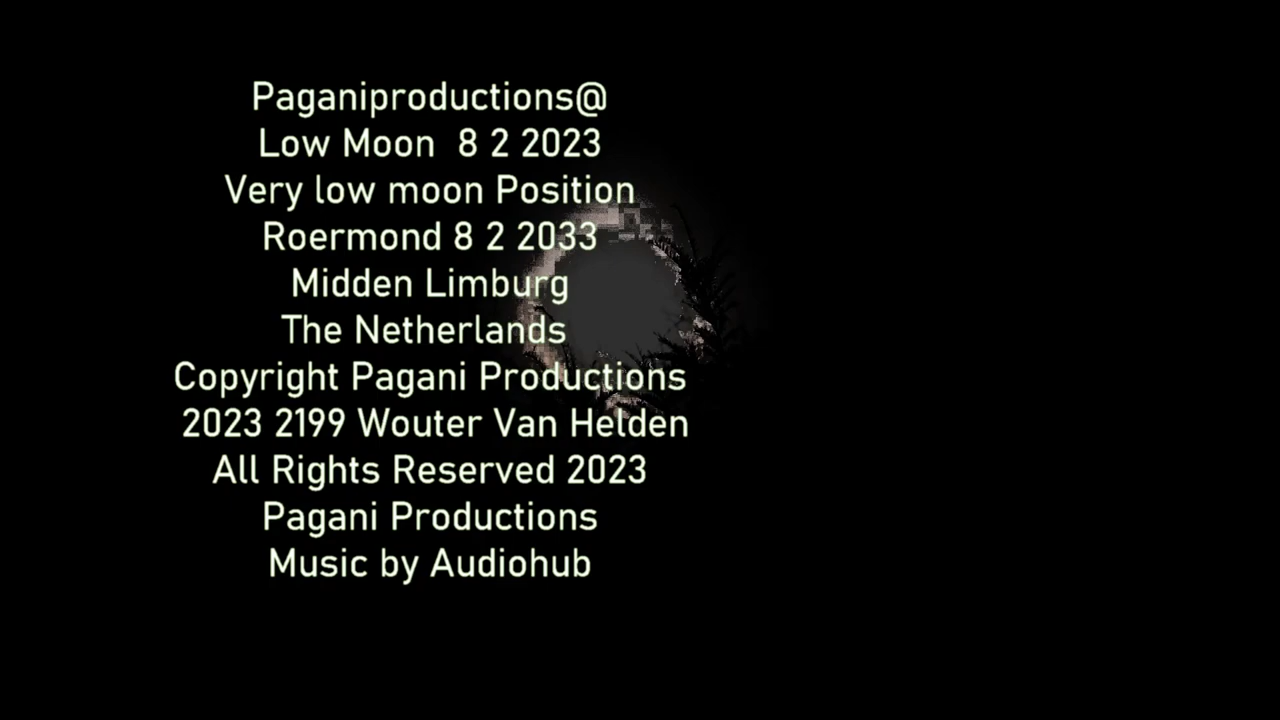 Paganiproductions@
Low Moon  8 2 2023
Very low moon Position
Roermond 8 2 2033
Midden Limburg
The Netherlands
Copyright Pagani Productions
2023 2199 Wouter Van Helden
All Rights Reserved 2023
Pagani Productions
Music by Audiohub